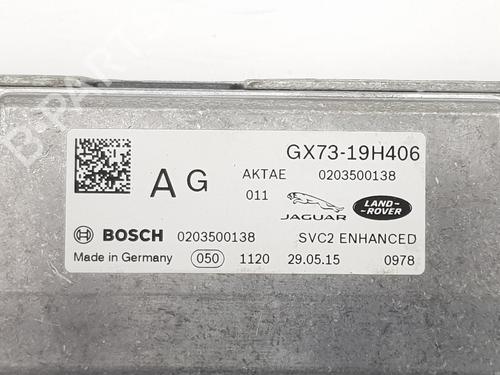 GX73-19H406
A G
AKTAE 0203500138
011
JAGUAR
LAND-ROVER
BOSCH 0203500138
SVC2 ENHANCED
Made in Germany 050 1120 29.05.15 0978
B-PARTS